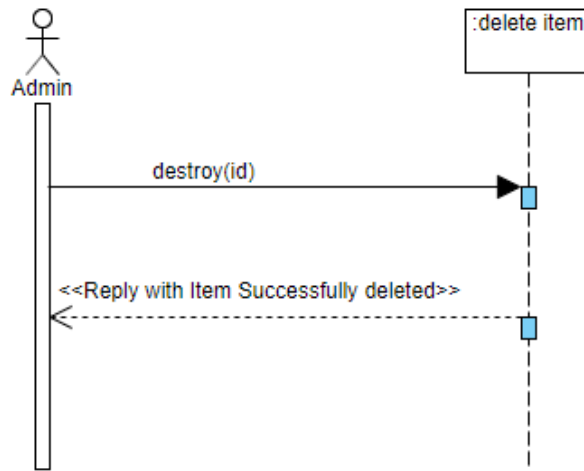 :delete item
Admin
destroy(id)
<<Reply with Item Successfully deleted>>